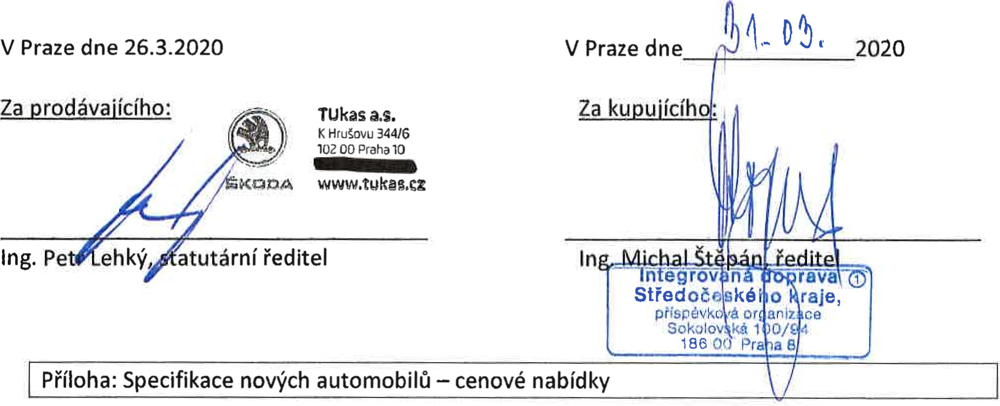 V Praze dne 26.3.2020
V Praze dne 31.03. 2020
Za prodávajícího:
TUkas a.s.
K Hrušovu 344/6
102 00 Praha 10
ŠKODA
www.tukas.cz
Za kupujícího:
Ing. Petr Lehký, statutární ředitel
Ing. Michal Štěpán, ředitel
Integrovaná doprava 1
Středočeského kraje,
příspěvková organizace
Sokolovská 100/94
186 00 Praha 8
Příloha: Specifikace nových automobilů – cenové nabídky